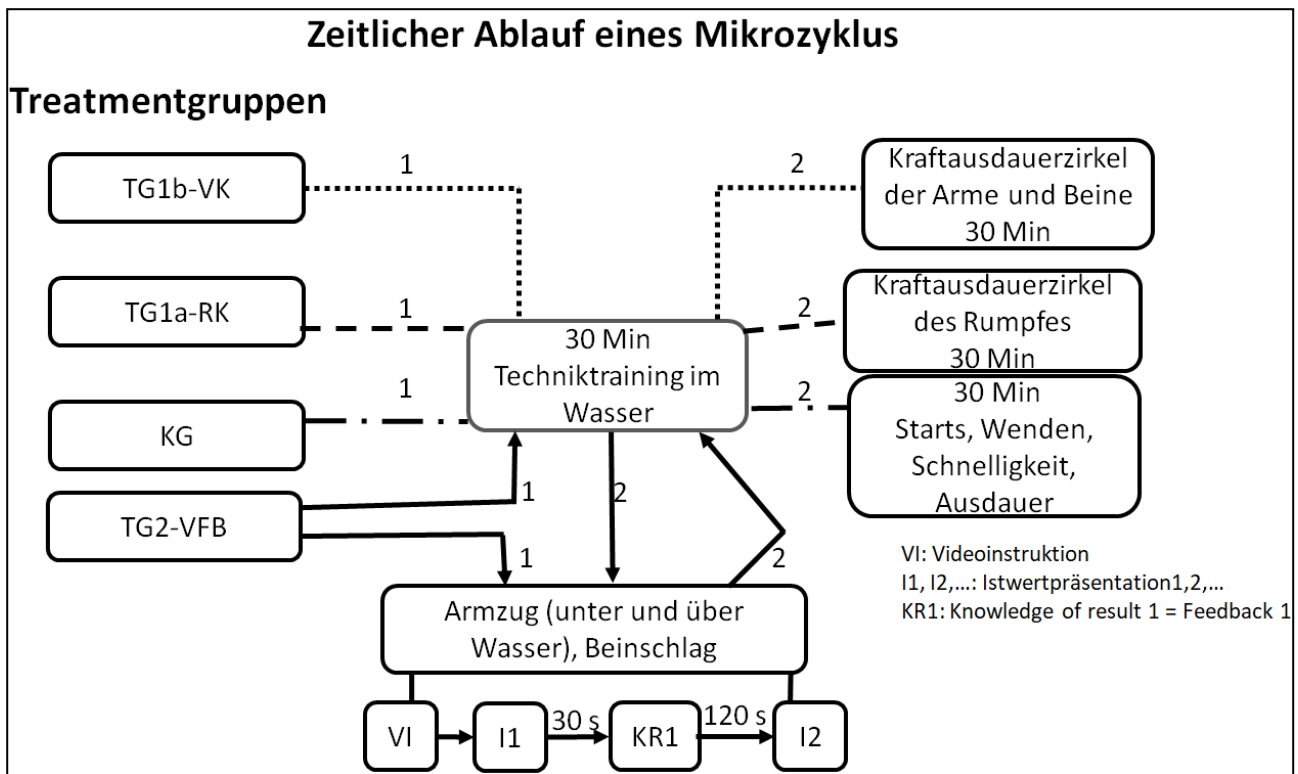 Zeitlicher Ablauf eines Mikrozyklus
Treatmentgruppen
TG1b-VK
1
2
Kraftausdauerzirkel
der Arme und Beine
30 Min
TG1a-RK
1
2
Kraftausdauerzirkel
des Rumpfes
30 Min
30 Min
Techniktraining im
Wasser
KG
1
2
30 Min
Starts, Wenden,
Schnelligkeit,
Ausdauer
TG2-VFB
1
1
2
2
Armzug (unter und über
Wasser), Beinschlag
VI
I1
30 s
KR1
120 s
I2
VI: Videoinstruktion
I1, I2,…: Istwertpräsentation1,2,…
KR1: Knowledge of result 1 = Feedback 1